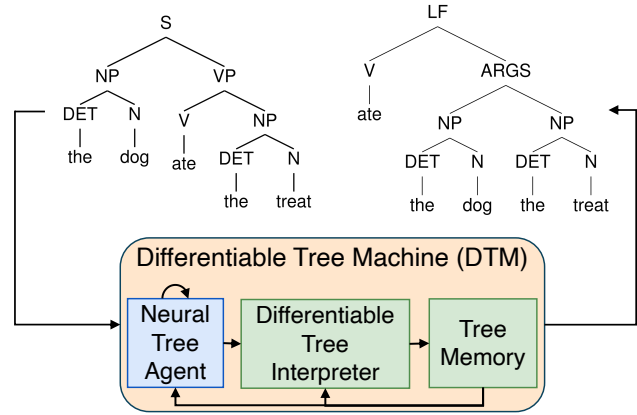 S
NP VP
DET N V NP
the dog ate DET N
the treat
LF
V ARGS
ate NP NP
DET N DET N
the dog the treat
Differentiable Tree Machine (DTM)
Neural
Tree
Agent
Differentiable
Tree
Interpreter
Tree
Memory